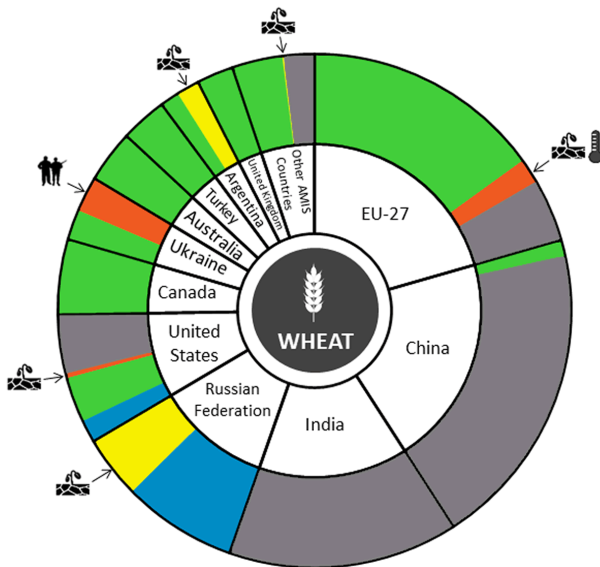 WHEAT
EU-27
China
India
Russian
Federation
United
States
Canada
Ukraine
Australia
Turkey
Argentina
United Kingdom
Other AMIS
Countries